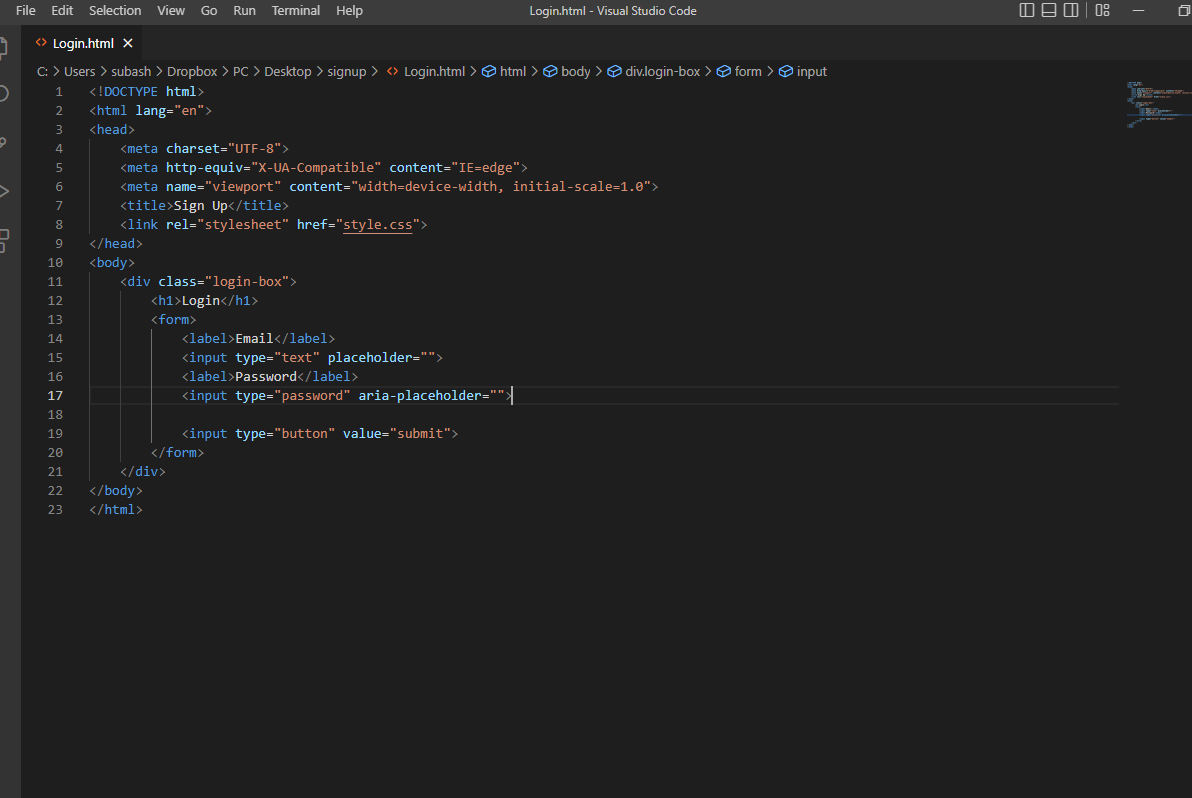 File Edit Selection View Go Run Terminal Help Login.html - Visual Studio Code
Login.html
C: > Users > subash > Dropbox > PC > Desktop > signup > Login.html > html > body > div.login-box > form > input
1 <!DOCTYPE html>
2 <html lang="en">
3 <head>
4 <meta charset="UTF-8">
5 <meta http-equiv="X-UA-Compatible" content="IE=edge">
6 <meta name="viewport" content="width=device-width, initial-scale=1.0">
7 <title>Sign Up</title>
8 <link rel="stylesheet" href="style.css">
9 </head>
10 <body>
11 <div class="login-box">
12 <h1>Login</h1>
13 <form>
14 <label>Email</label>
15 <input type="text" placeholder="">
16 <label>Password</label>
17 <input type="password" aria-placeholder="">
18
19 <input type="button" value="submit">
20 </form>
21 </div>
22 </body>
23 </html>